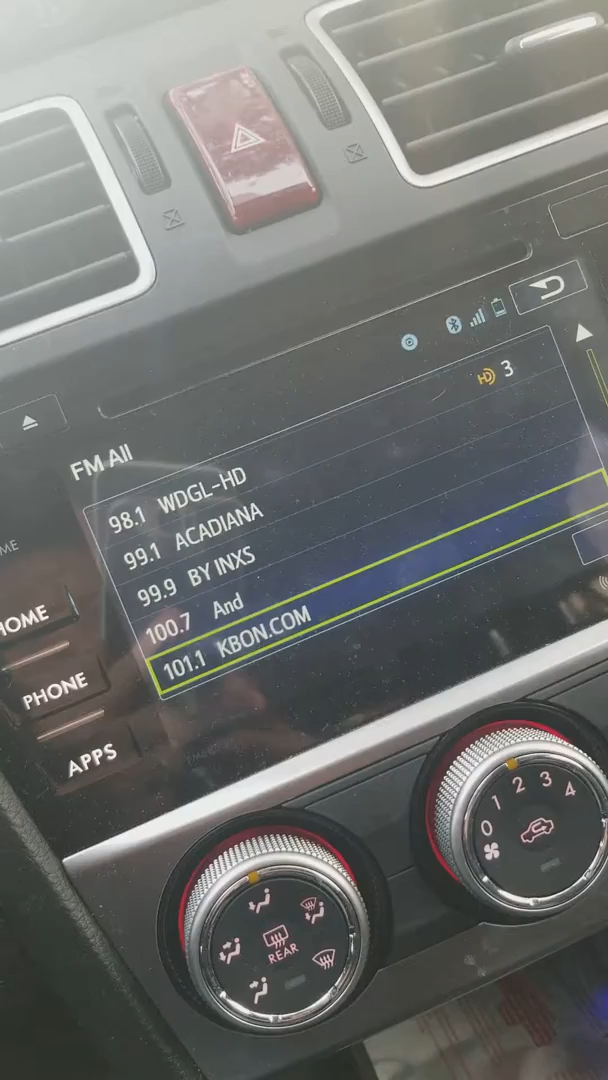 HD 3
FM All
98.1 WDGL-HD
99.1 ACADIANA
99.9 BY INXS
100.7 And
101.1 KBON.COM
HOME
PHONE
APPS
0 1 2 3 4
REAR